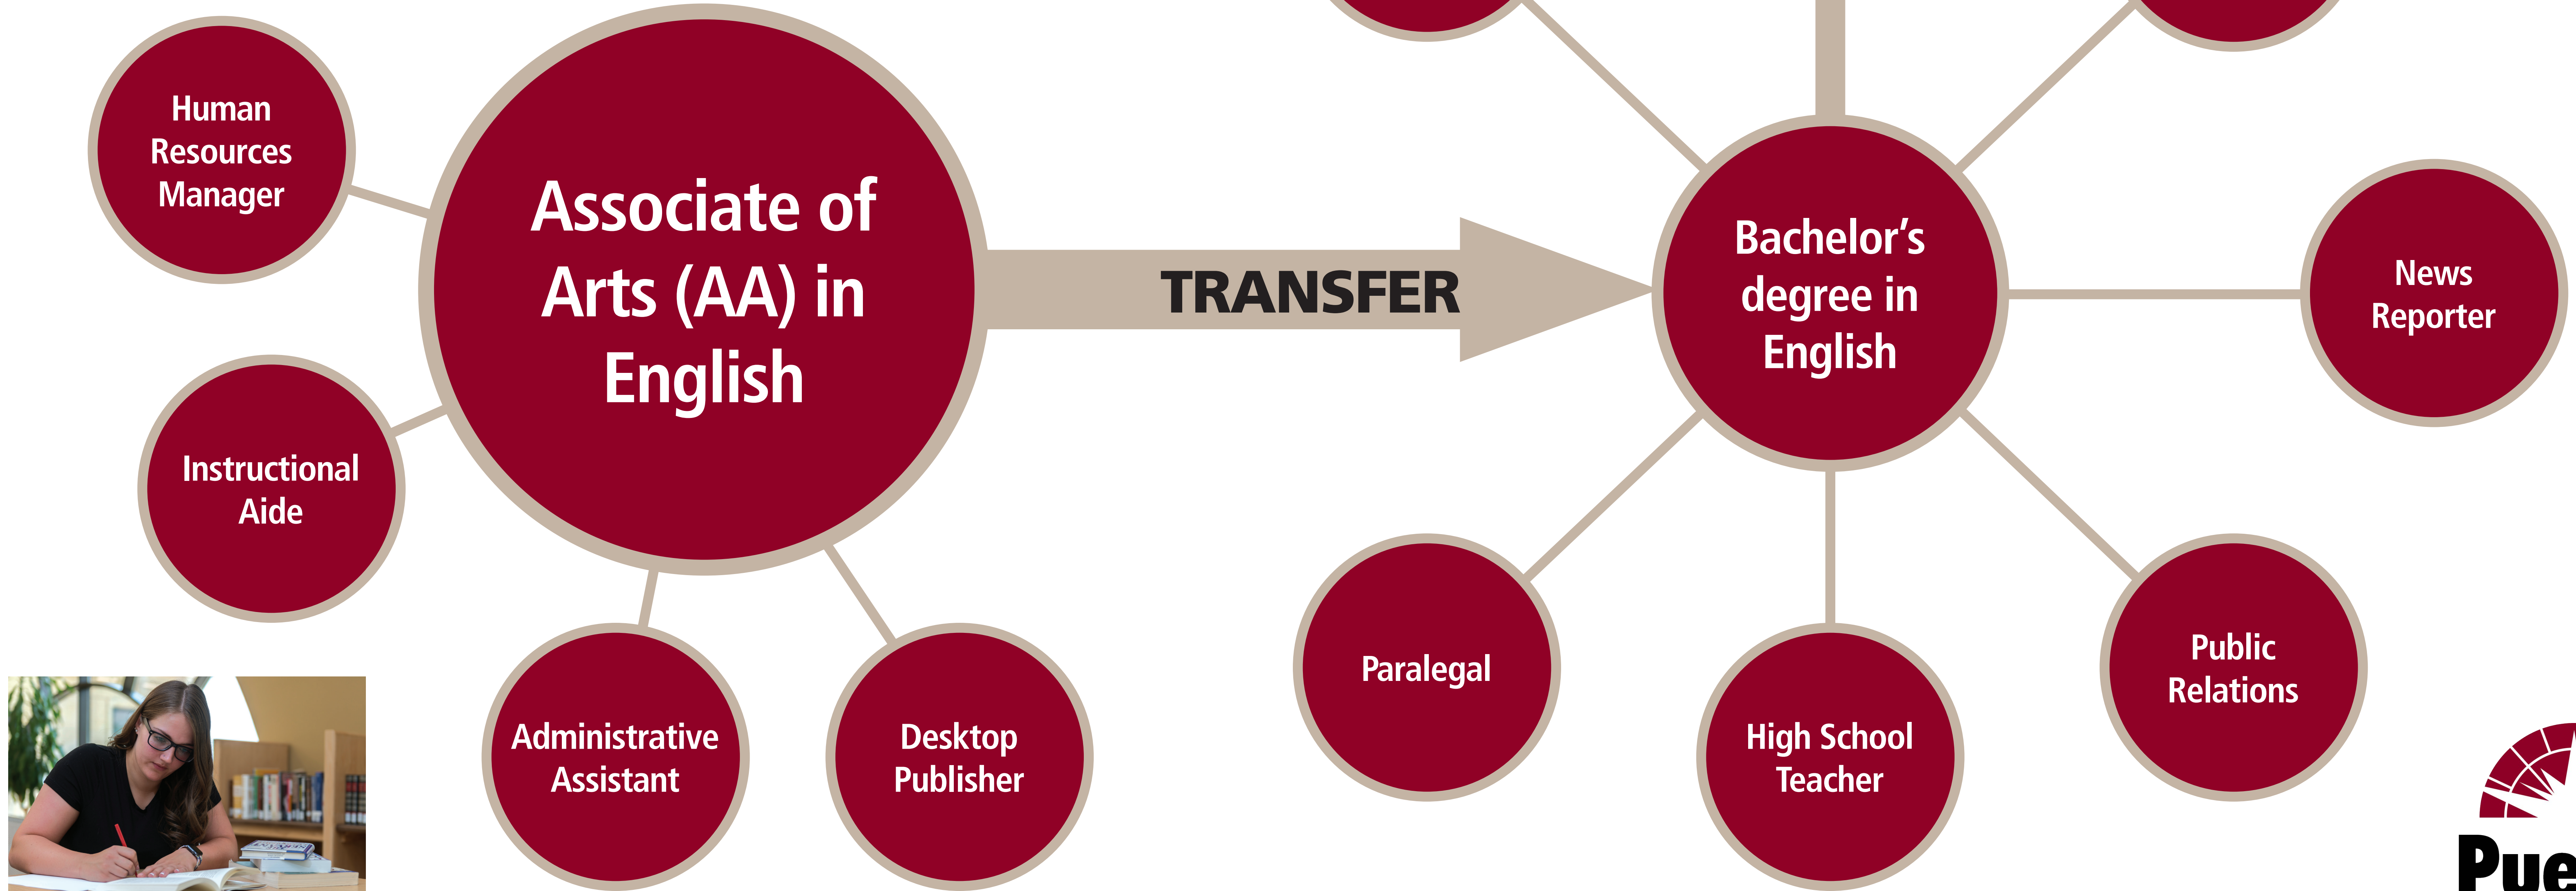 Human
Resources
Manager
Associate of
Arts (AA) in
English
Instructional
Aide
Administrative
Assistant
Desktop
Publisher
TRANSFER
Bachelor’s
degree in
English
News
Reporter
Paralegal
High School
Teacher
Public
Relations
Pue